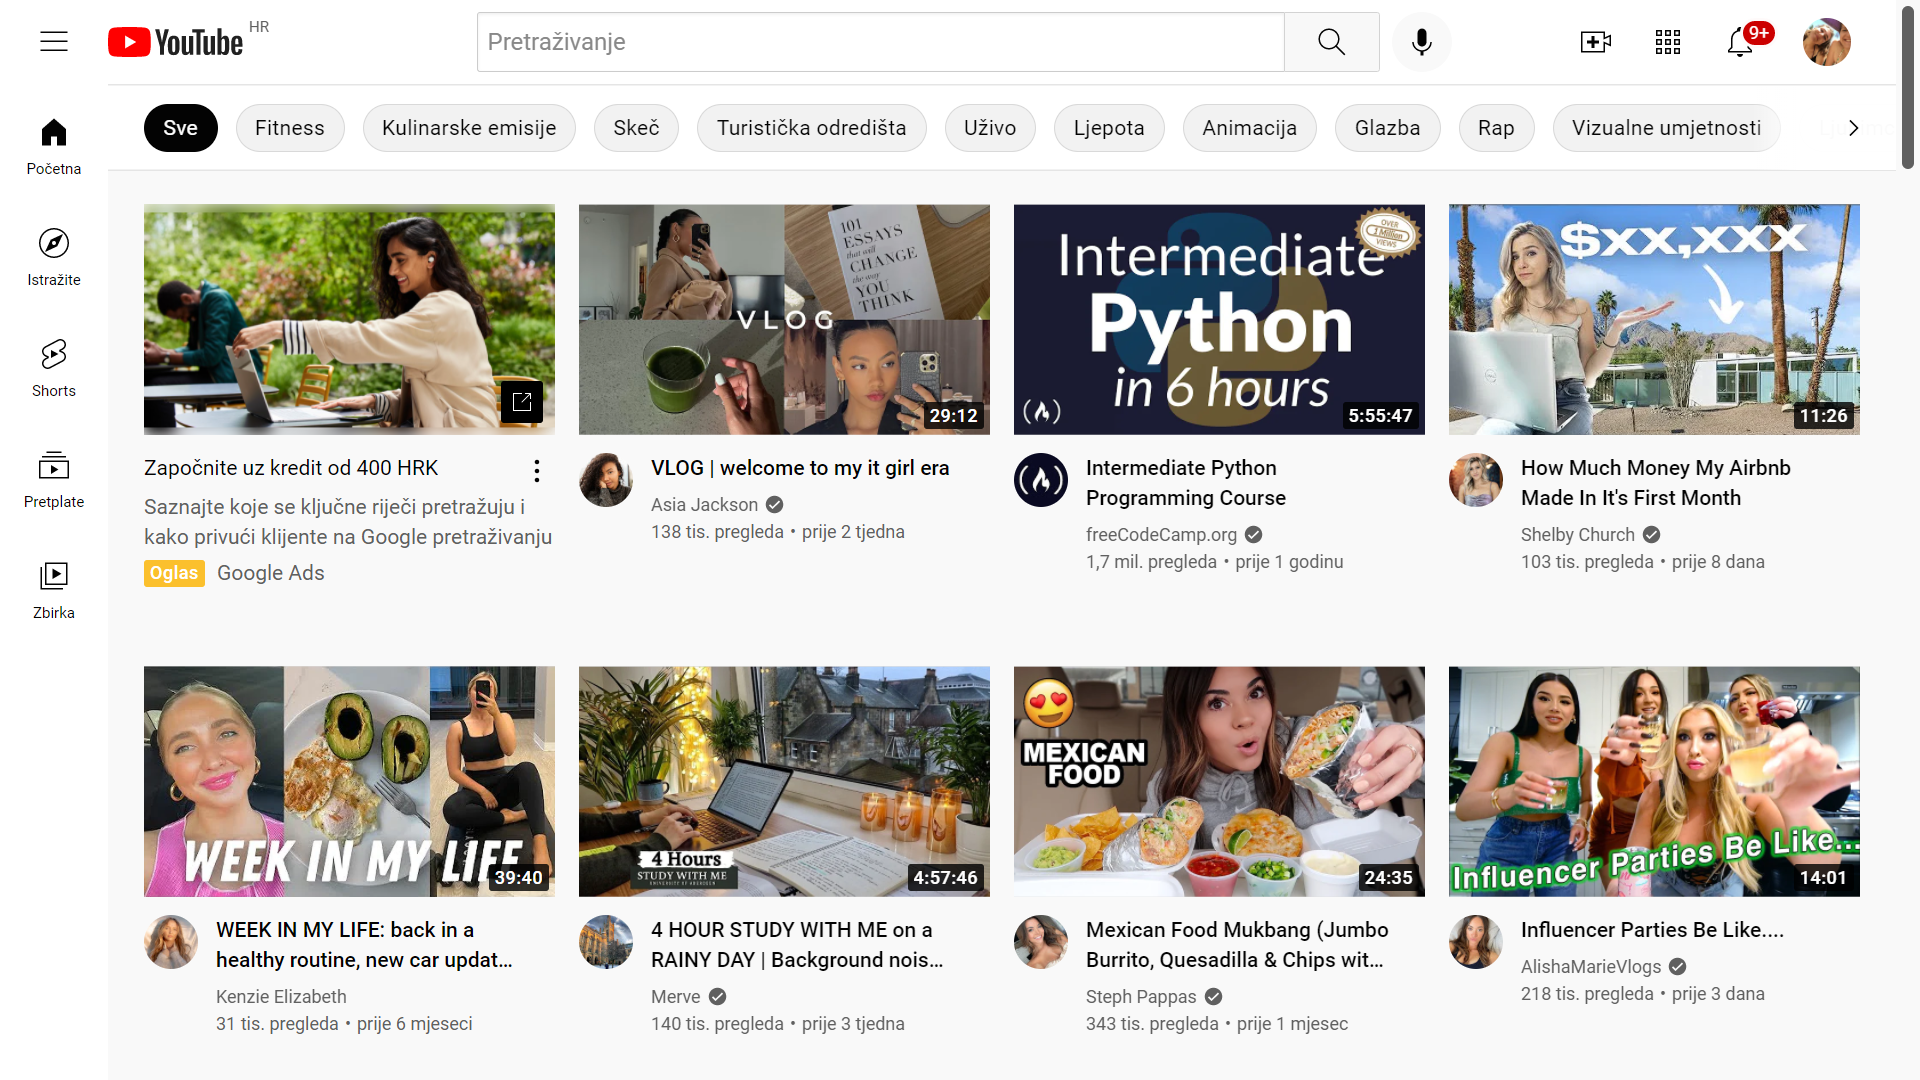 YouTube HR
Pretraživanje
9+
Početna
Istražite
Shorts
Pretplate
Zbirka
Sve
Fitness
Kulinarske emisije
Skeč
Turistička odredišta
Uživo
Ljepota
Animacija
Glazba
Rap
Vizualne umjetnosti
Započnite uz kredit od 400 HRK
Saznajte koje se ključne riječi pretražuju i
kako privući klijente na Google pretraživanju
Oglas Google Ads
101
ESSAYS
that will
CHANGE
the way
YOU
THINK
VLOG
29:12
VLOG | welcome to my it girl era
Asia Jackson
138 tis. pregleda • prije 2 tjedna
OVER
1 Million
VIEWS
Intermediate
Python
in 6 hours
5:55:47
Intermediate Python
Programming Course
freeCodeCamp.org
1,7 mil. pregleda • prije 1 godinu
$XX,XXX
11:26
How Much Money My Airbnb
Made In It's First Month
Shelby Church
103 tis. pregleda • prije 8 dana
WEEK IN MY LIFE
39:40
WEEK IN MY LIFE: back in a
healthy routine, new car updat...
Kenzie Elizabeth
31 tis. pregleda • prije 6 mjeseci
4 Hours
STUDY WITH ME
UNIVERSITY OF ABERDEEN
4:57:46
4 HOUR STUDY WITH ME on a
RAINY DAY | Background nois...
Merve
140 tis. pregleda • prije 3 tjedna
MEXICAN
FOOD
24:35
Mexican Food Mukbang (Jumbo
Burrito, Quesadilla & Chips wit...
Steph Pappas
343 tis. pregleda • prije 1 mjesec
Influencer Parties Be Like...
14:01
Influencer Parties Be Like....
AlishaMarieVlogs
218 tis. pregleda • prije 3 dana